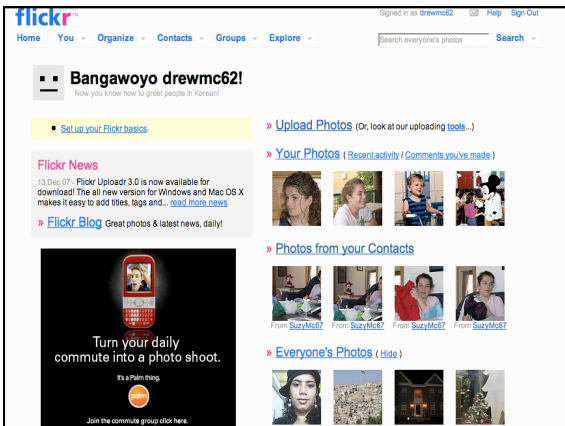 flickr™
Signed in as drewmc62 Help Sign Out
Home You Organize Contacts Groups Explore
Search everyone's photos Search
Bangawoyo drewmc62!
Now you know how to greet people in Korean!
Set up your Flickr basics.
Flickr News
13 Dec 07 - Flickr Uploadr 3.0 is now available for
download! The all new version for Windows and Mac OS X
makes it easy to add titles, tags and... read more news
» Flickr Blog Great photos & latest news, daily!
Turn your daily
commute into a photo shoot.
It's a Palm thing.
palm
Join the commute group click here.
» Upload Photos (Or, look at our uploading tools...)
» Your Photos ( Recent activity / Comments you've made )
» Photos from your Contacts
From SuzyMc67 From SuzyMc67 From SuzyMc67 From SuzyMc67
» Everyone's Photos ( Hide )